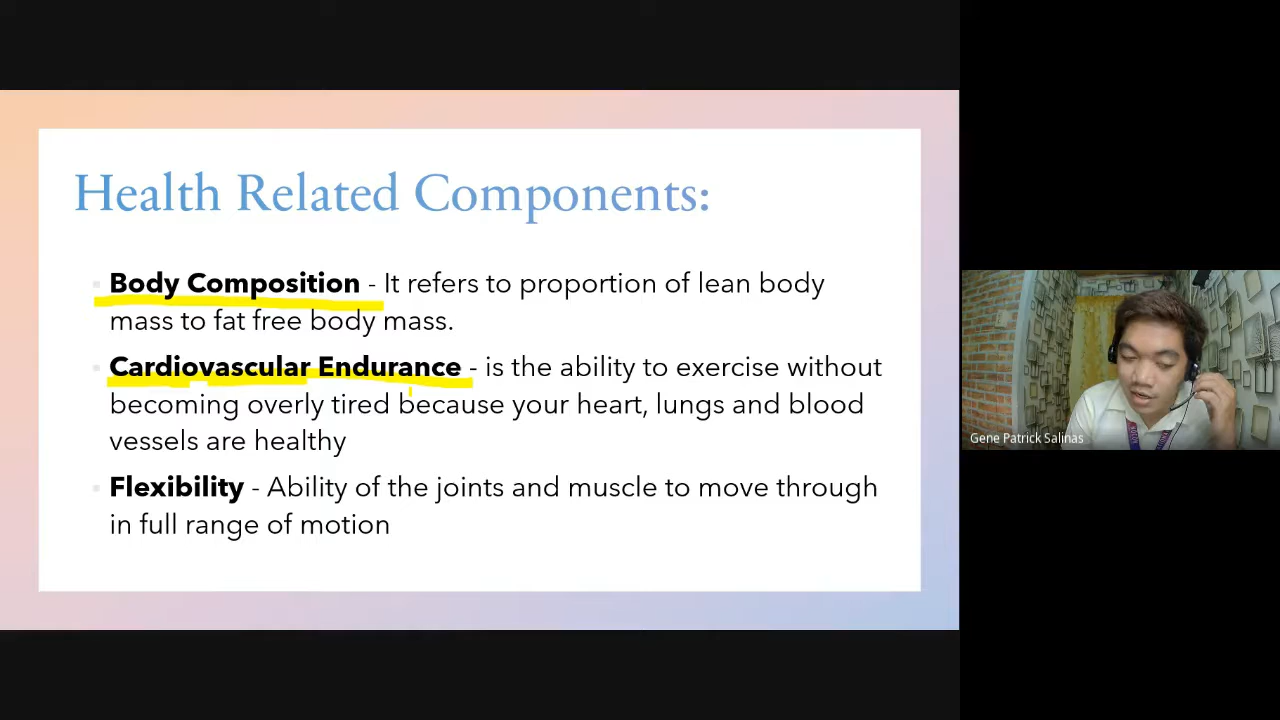 Health Related Components:
Body Composition - It refers to proportion of lean body
mass to fat free body mass.
Cardiovascular Endurance - is the ability to exercise without
becoming overly tired because your heart, lungs and blood
vessels are healthy
Flexibility - Ability of the joints and muscle to move through
in full range of motion
Gene Patrick Salinas